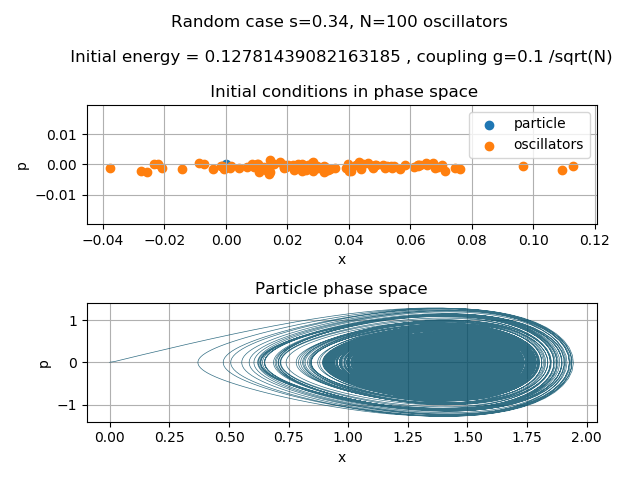 Random case s=0.34, N=100 oscillators
Initial energy = 0.12781439082163185 , coupling g=0.1 /sqrt(N)
Initial conditions in phase space
particle
oscillators
0.01
0.00
−0.01
p
−0.04 −0.02 0.00 0.02 0.04 0.06 0.08 0.10 0.12
x
Particle phase space
1
0
−1
p
0.00 0.25 0.50 0.75 1.00 1.25 1.50 1.75 2.00
x